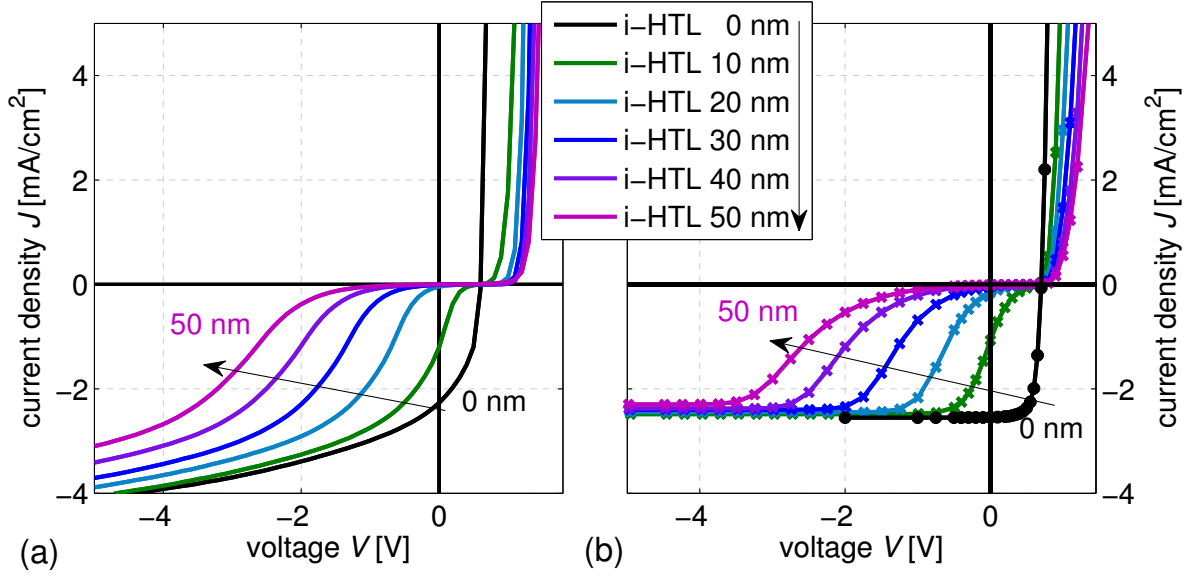 i−HTL 0 nm
i−HTL 10 nm
i−HTL 20 nm
i−HTL 30 nm
i−HTL 40 nm
i−HTL 50 nm
current density J [mA/cm²]
4
2
0
−2
−4
50 nm
0 nm
−4
−2
0
voltage V [V]
(a)
50 nm
0 nm
4
2
0
−2
−4
current density J [mA/cm²]
−4
−2
0
voltage V [V]
(b)